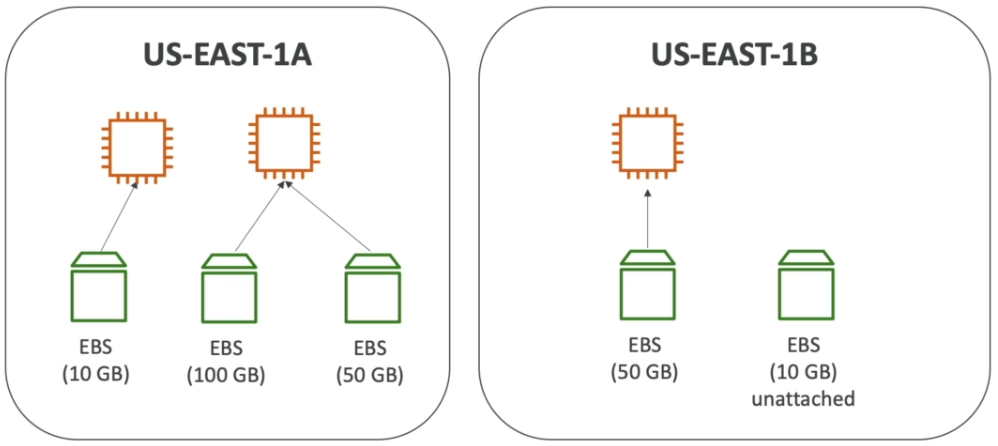 US-EAST-1A
EBS
(10 GB)
EBS
(100 GB)
EBS
(50 GB)
US-EAST-1B
EBS
(50 GB)
EBS
(10 GB)
unattached